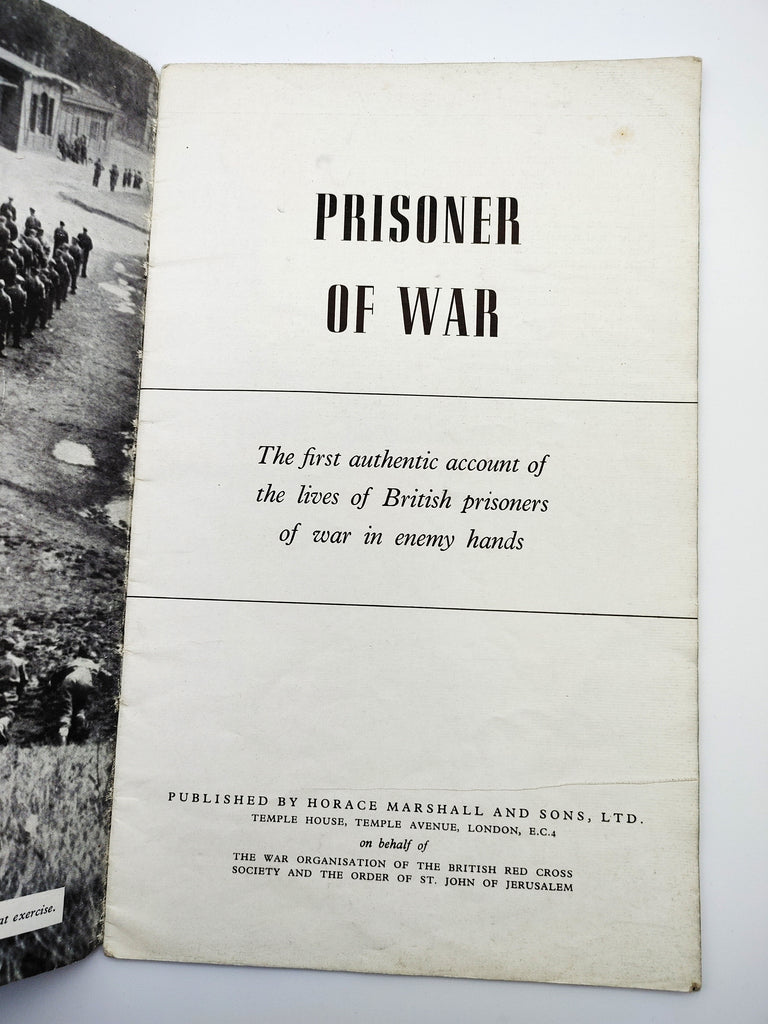 at exercise.
PRISONER
OF WAR
The first authentic account of
the lives of British prisoners
of war in enemy hands
PUBLISHED BY HORACE MARSHALL AND SONS, LTD.
TEMPLE HOUSE, TEMPLE AVENUE, LONDON, E.C.4
on behalf of
THE WAR ORGANISATION OF THE BRITISH RED CROSS
SOCIETY AND THE ORDER OF ST. JOHN OF JERUSALEM